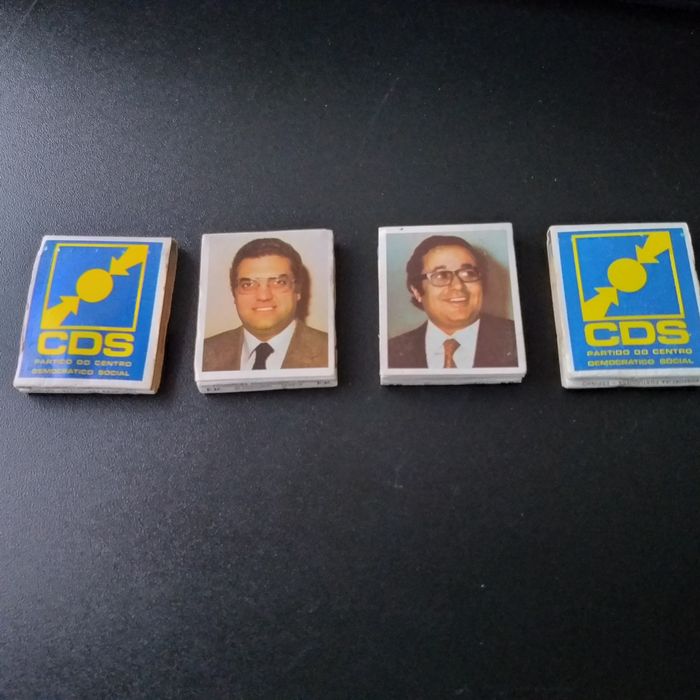 CDS
PARTIDO DO CENTRO
DEMOCRÁTICO SOCIAL
CDS
PARTIDO DO CENTRO
DEMOCRÁTICO SOCIAL